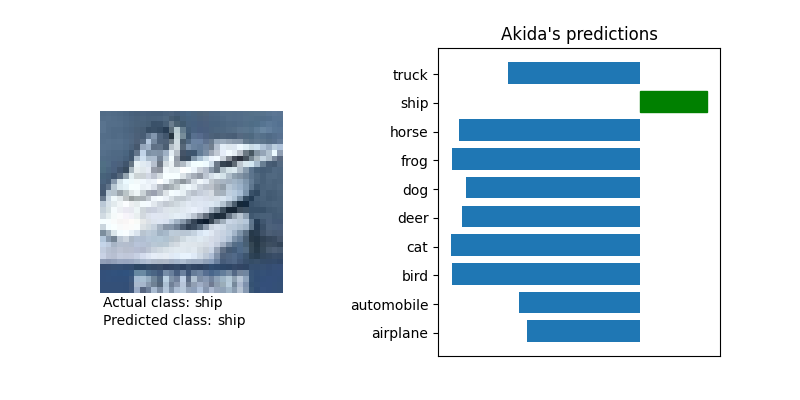 Akida's predictions
truck
ship
horse
frog
dog
deer
cat
bird
automobile
airplane
Actual class: ship
Predicted class: ship